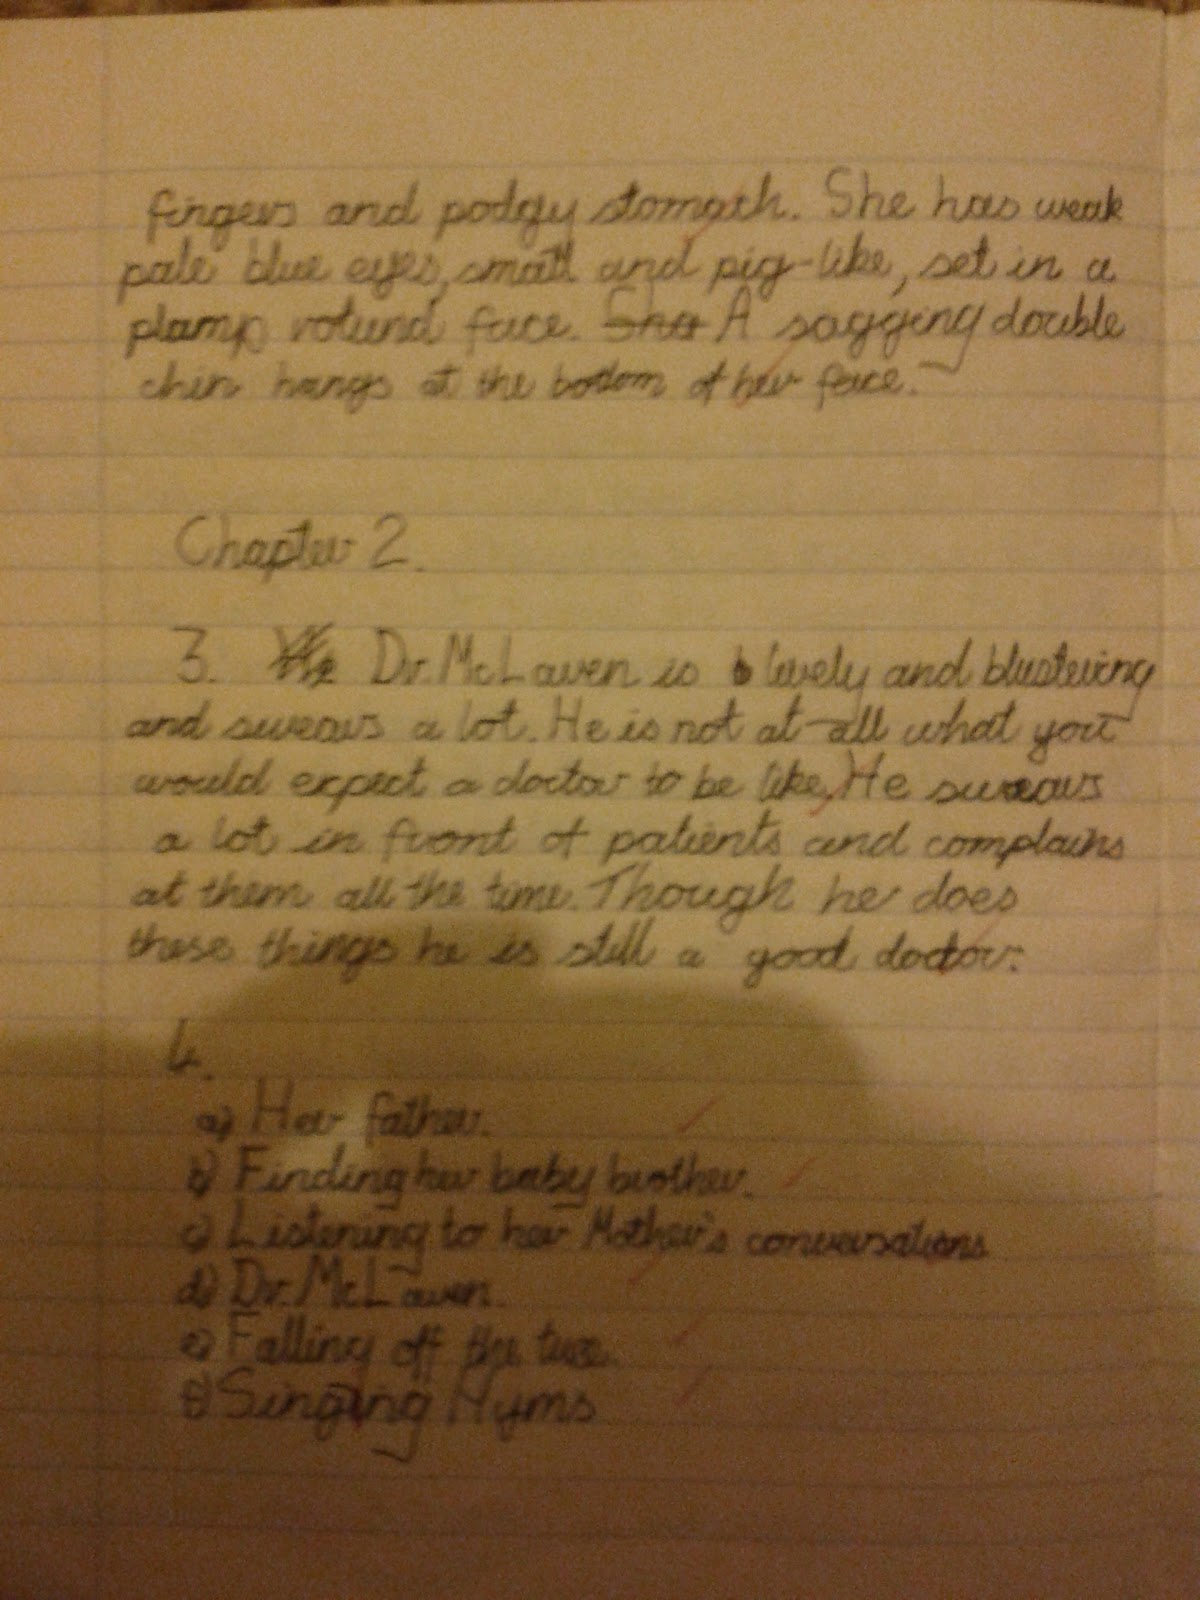 fingers and podgy stomach. She has weak
pale blue eyes, small and pig-like, set in a
plump rotund face. She A sagging double
chin hangs at the bottom of her face.
Chapter 2.
3. He Dr. McLaren is b lively and blustering
and swears a lot. He is not at all what you
would expect a doctor to be like, He swears
a lot in front of patients and complains
at them all the time. Though he does
these things he is still a good doctor.
4.
a) Her father.
b) Finding her baby brother.
c) Listening to her Mother's conversations
d) Dr. McLaren.
e) Falling off the tree.
f) Singing Hyms